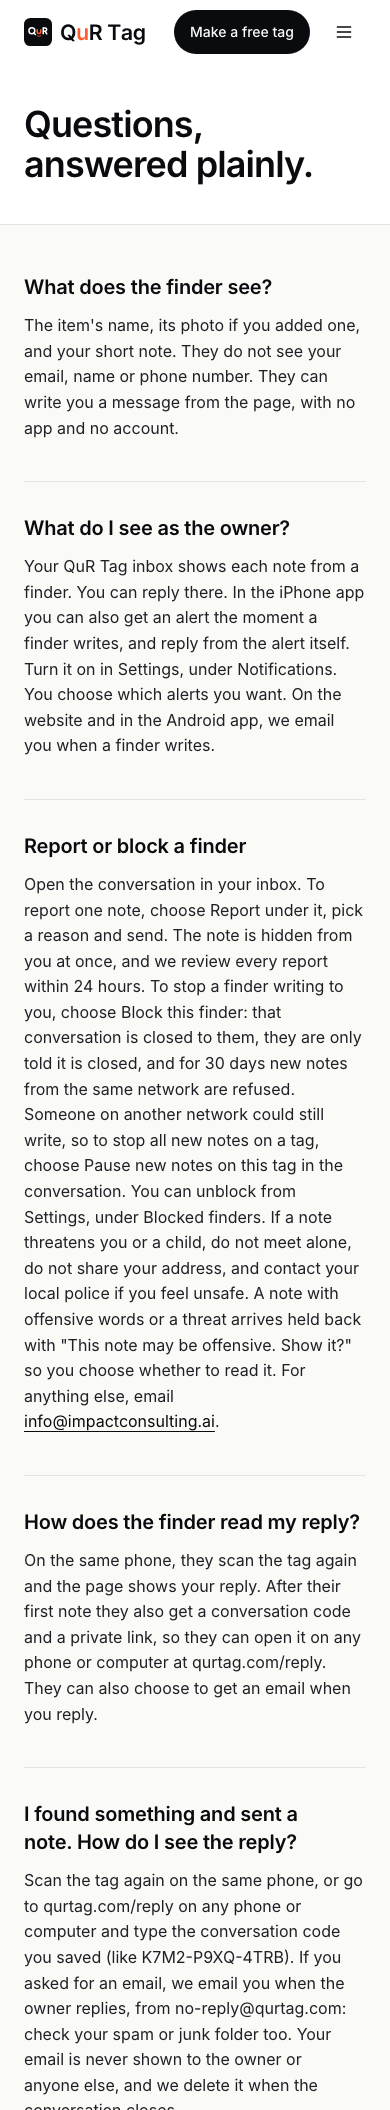 QuR
QuR Tag
Make a free tag
Questions,
answered plainly.
What does the finder see?
The item's name, its photo if you added one,
and your short note. They do not see your
email, name or phone number. They can
write you a message from the page, with no
app and no account.
What do I see as the owner?
Your QuR Tag inbox shows each note from a
finder. You can reply there. In the iPhone app
you can also get an alert the moment a
finder writes, and reply from the alert itself.
Turn it on in Settings, under Notifications.
You choose which alerts you want. On the
website and in the Android app, we email
you when a finder writes.
Report or block a finder
Open the conversation in your inbox. To
report one note, choose Report under it, pick
a reason and send. The note is hidden from
you at once, and we review every report
within 24 hours. To stop a finder writing to
you, choose Block this finder: that
conversation is closed to them, they are only
told it is closed, and for 30 days new notes
from the same network are refused.
Someone on another network could still
write, so to stop all new notes on a tag,
choose Pause new notes on this tag in the
conversation. You can unblock from
Settings, under Blocked finders. If a note
threatens you or a child, do not meet alone,
do not share your address, and contact your
local police if you feel unsafe. A note with
offensive words or a threat arrives held back
with "This note may be offensive. Show it?"
so you choose whether to read it. For
anything else, email
info@impactconsulting.ai.
How does the finder read my reply?
On the same phone, they scan the tag again
and the page shows your reply. After their
first note they also get a conversation code
and a private link, so they can open it on any
phone or computer at qurtag.com/reply.
They can also choose to get an email when
you reply.
I found something and sent a
note. How do I see the reply?
Scan the tag again on the same phone, or go
to qurtag.com/reply on any phone or
computer and type the conversation code
you saved (like K7M2-P9XQ-4TRB). If you
asked for an email, we email you when the
owner replies, from no-reply@qurtag.com:
check your spam or junk folder too. Your
email is never shown to the owner or
anyone else, and we delete it when the
conversation closes.